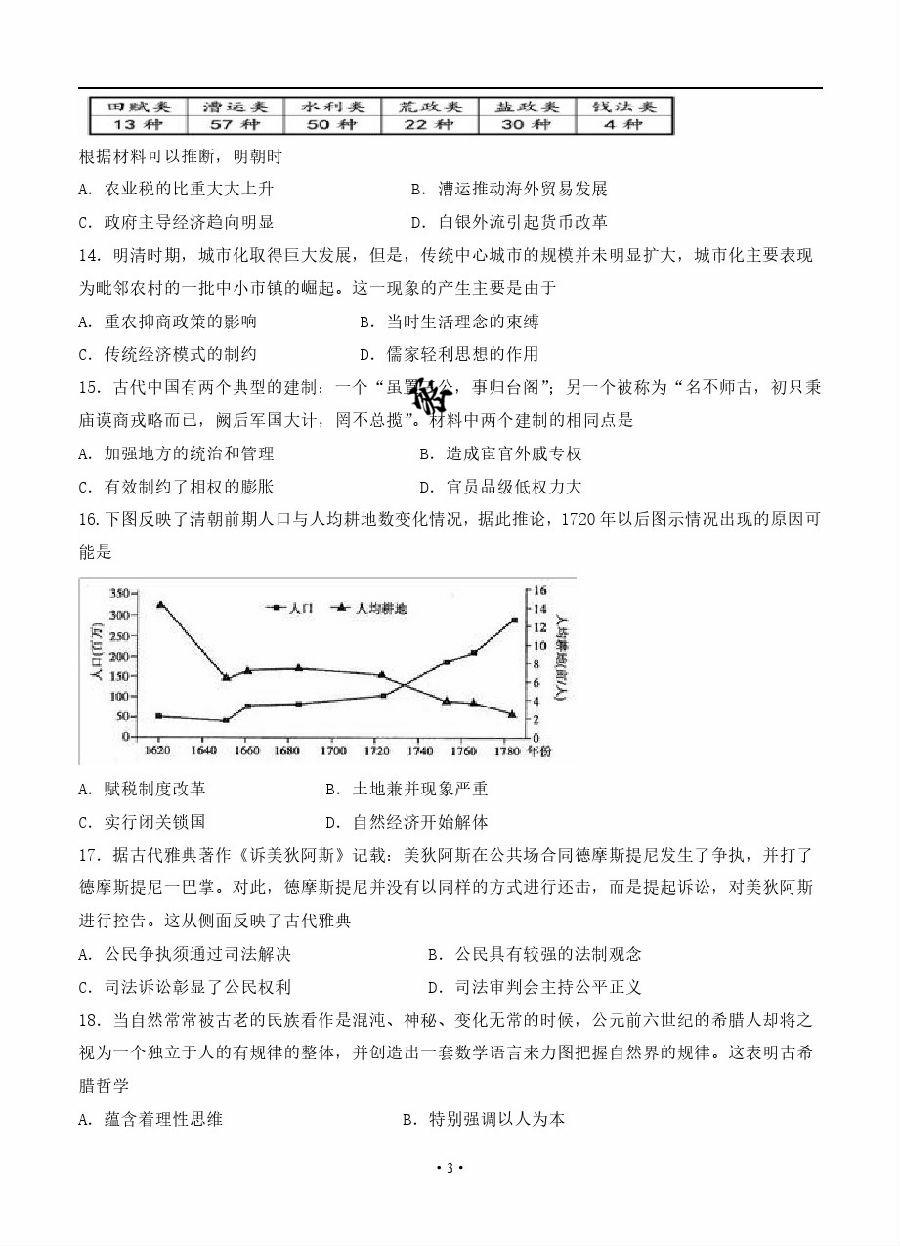 田赋类 漕运类 水利类 荒政类 盐政类 钱法类
13 种 57 种 50 种 22 种 30 种 4 种
根据材料可以推断，明朝时
A．农业税的比重大大上升 B．漕运推动海外贸易发展
C．政府主导经济趋向明显 D．白银外流引起货币改革
14．明清时期，城市化取得巨大发展，但是，传统中心城市的规模并未明显扩大，城市化主要表现
为毗邻农村的一批中小市镇的崛起。这一现象的产生主要是由于
A．重农抑商政策的影响 B．当时生活理念的束缚
C．传统经济模式的制约 D．儒家轻利思想的作用
15．古代中国有两个典型的建制：一个“虽置公，事归台阁”；另一个被称为“名不师古，初只秉
庙谟商戎略而已，厥后军国大计，罔不总揽”。材料中两个建制的相同点是
A．加强地方的统治和管理 B．造成宦官外戚专权
C．有效制约了相权的膨胀 D．官员品级低权力大
16.下图反映了清朝前期人口与人均耕地数变化情况，据此推论，1720 年以后图示情况出现的原因可
能是
人口 人均耕地
人口(百万)
350
300
250
200
150
100
50
0
16
14
12
10
8
6
4
2
0
人均耕地(亩/人)
1620 1640 1660 1680 1700 1720 1740 1760 1780 年份
A．赋税制度改革 B．土地兼并现象严重
C．实行闭关锁国 D．自然经济开始解体
17．据古代雅典著作《诉美狄阿斯》记载：美狄阿斯在公共场合同德摩斯提尼发生了争执，并打了
德摩斯提尼一巴掌。对此，德摩斯提尼并没有以同样的方式进行还击，而是提起诉讼，对美狄阿斯
进行控告。这从侧面反映了古代雅典
A．公民争执须通过司法解决 B．公民具有较强的法制观念
C．司法诉讼彰显了公民权利 D．司法审判会主持公平正义
18．当自然常常被古老的民族看作是混沌、神秘、变化无常的时候，公元前六世纪的希腊人却将之
视为一个独立于人的有规律的整体，并创造出一套数学语言来力图把握自然界的规律。这表明古希
腊哲学
A．蕴含着理性思维 B．特别强调以人为本
·3·